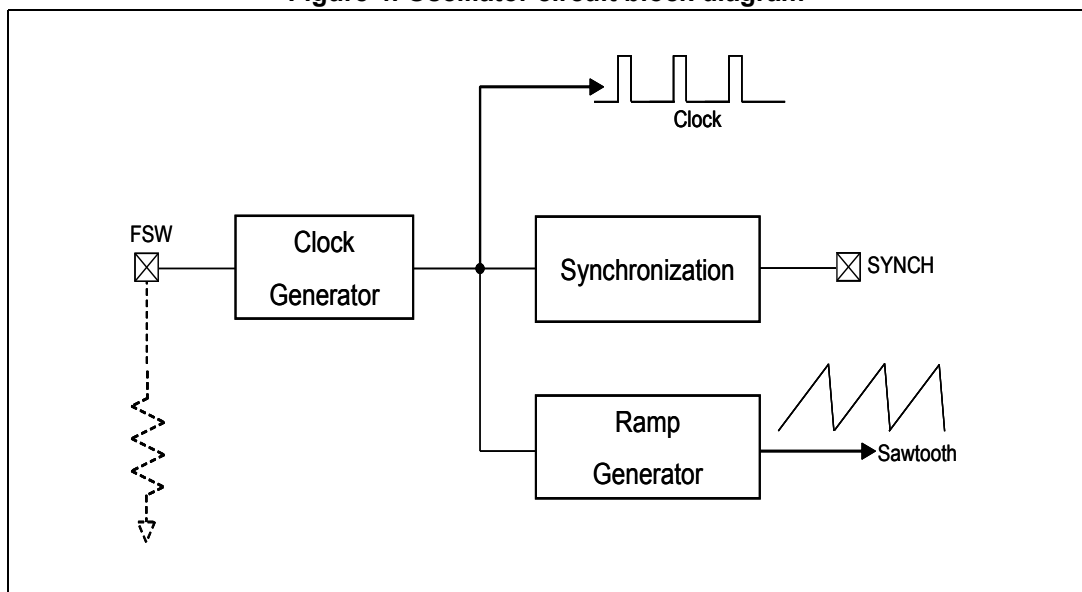 Clock
FSW
Clock
Generator
Synchronization
SYNCH
Ramp
Generator
Sawtooth